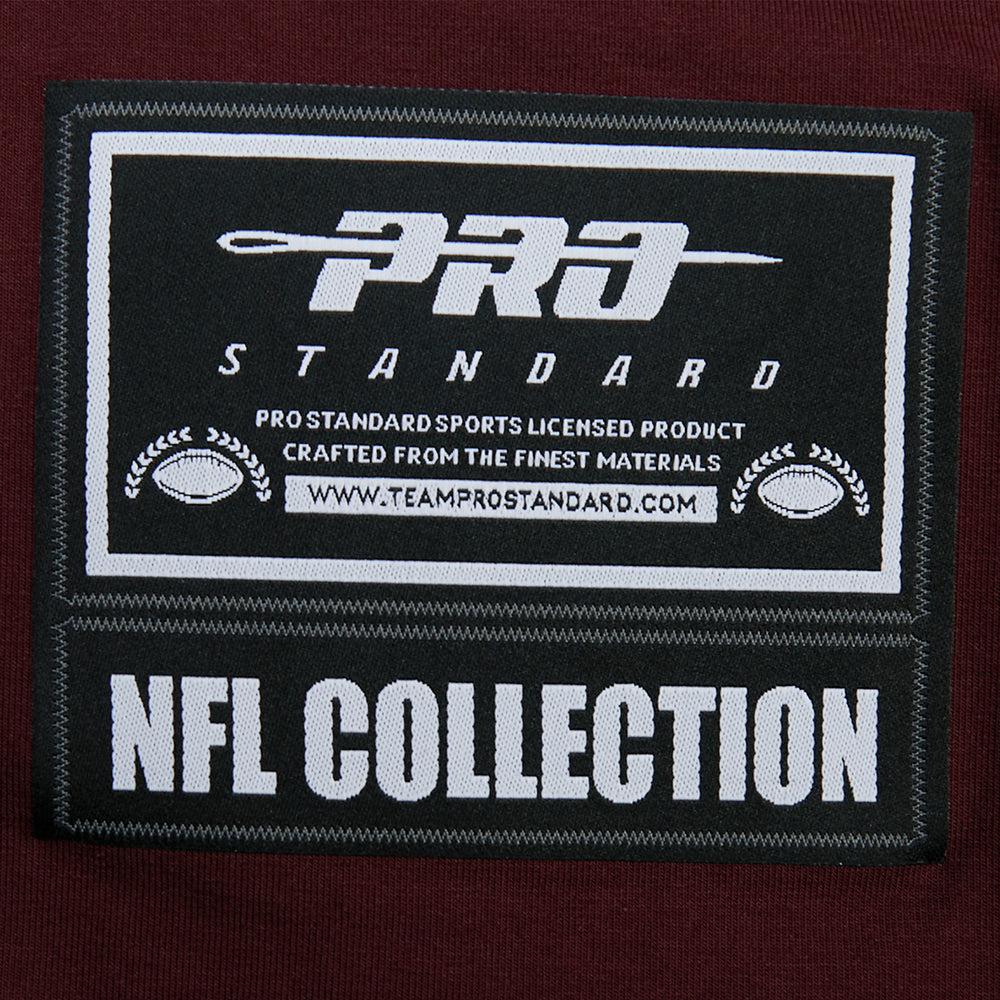 PRO
STANDARD
PRO STANDARD SPORTS LICENSED PRODUCT
CRAFTED FROM THE FINEST MATERIALS
WWW.TEAMPROSTANDARD.COM
NFL COLLECTION